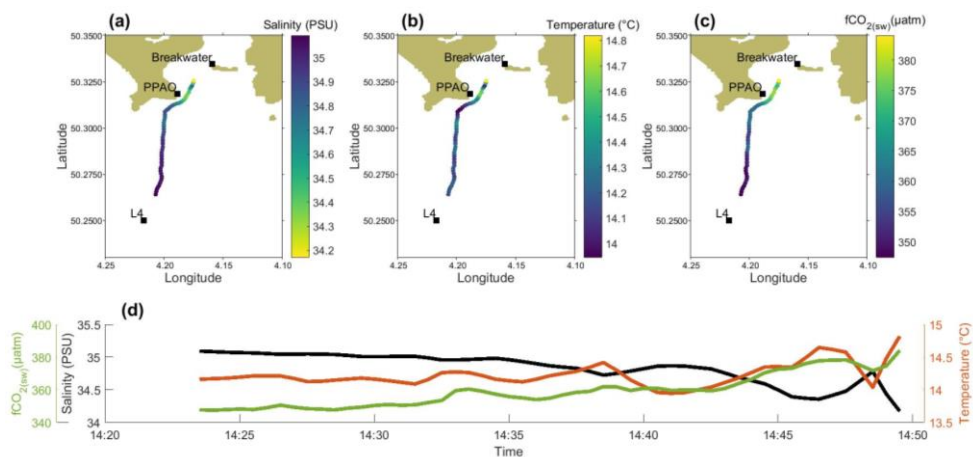 (a) Salinity (PSU)
50.3500
50.3250
50.3000
50.2750
50.2500
Latitude
Breakwater
PPAO
L4
4.25 4.20 4.15 4.10
Longitude
35
34.9
34.8
34.7
34.6
34.5
34.4
34.3
34.2
(b) Temperature (°C)
50.3500
50.3250
50.3000
50.2750
50.2500
Latitude
Breakwater
PPAO
L4
4.25 4.20 4.15 4.10
Longitude
14.8
14.7
14.6
14.5
14.4
14.3
14.2
14.1
14
(c) fCO2(sw)(µatm)
50.3500
50.3250
50.3000
50.2750
50.2500
Latitude
Breakwater
PPAO
L4
4.25 4.20 4.15 4.10
Longitude
380
375
370
365
360
355
350
(d)
fCO2(sw)(µatm)
400
380
360
340
Salinity (PSU)
35.5
35
34.5
34
14:20 14:25 14:30 14:35 14:40 14:45 14:50
Time
15
14.5
14
13.5
Temperature (°C)